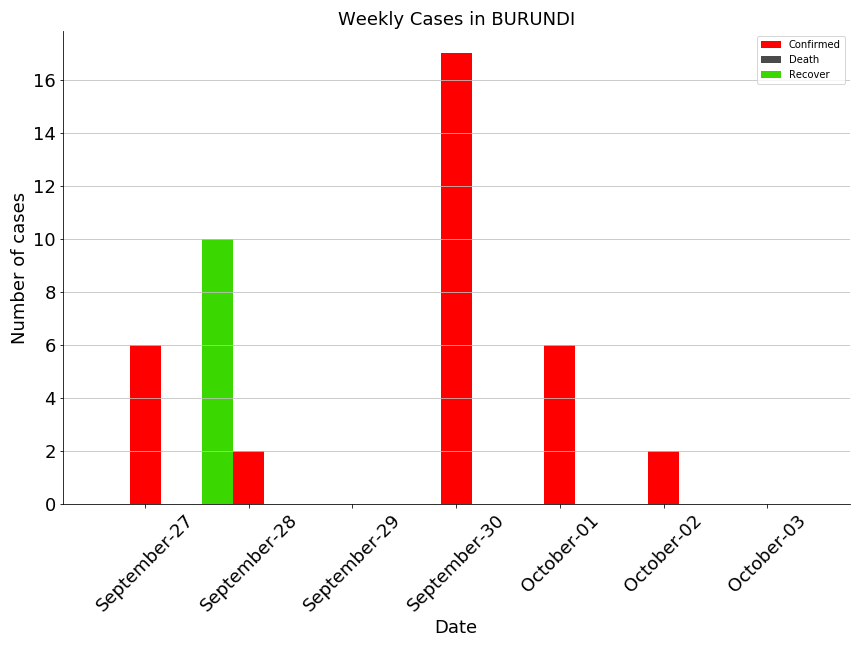 Weekly Cases in BURUNDI
Confirmed
Death
Recover
Number of cases
16
14
12
10
8
6
4
2
0
September-27
September-28
September-29
September-30
October-01
October-02
October-03
Date